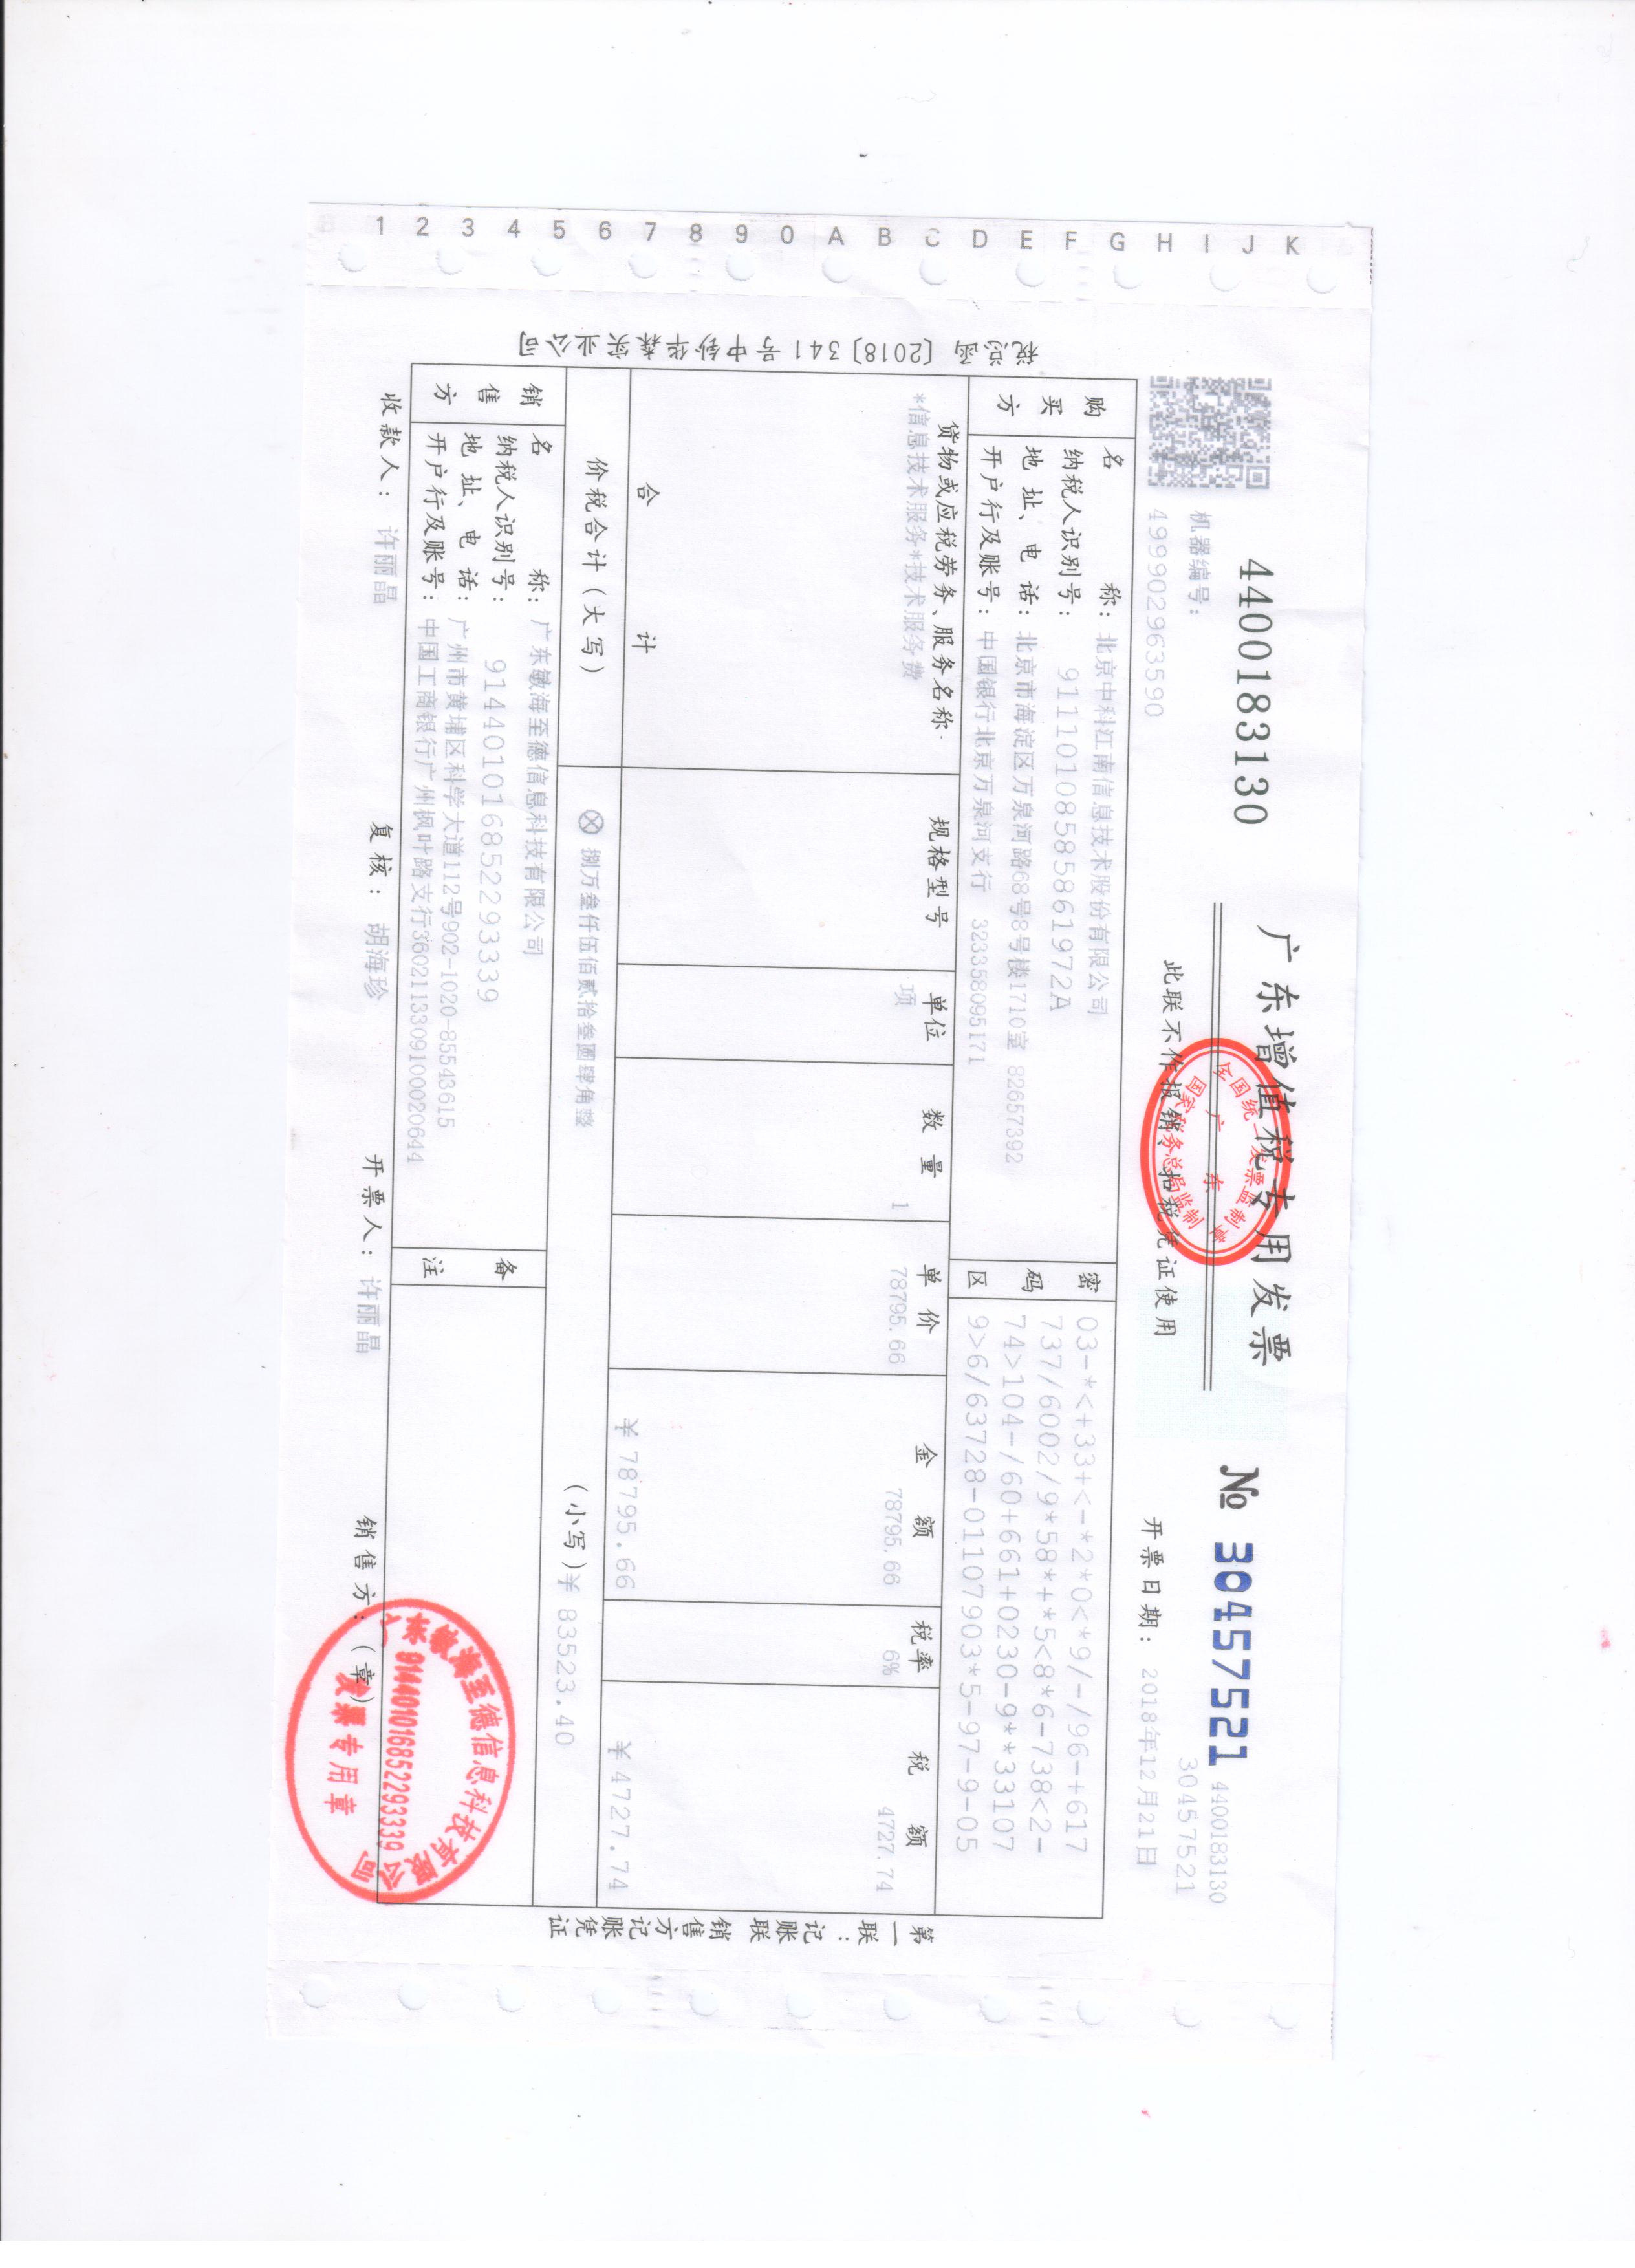 4400183130
广东增值税专用发票
№ 30457521
4400183130
30457521
机器编号:
499902963590
此联不作报销、扣税凭证使用
开票日期: 2018年12月21日
全国统一发票监制章
广东
国家税务总局监制
税总函〔2018〕341号中钞华森实业公司
购买方
名称: 北京中科江南信息技术股份有限公司
纳税人识别号: 91110108585861972A
地址、电话: 北京市海淀区万泉河路68号8号楼1710室 82657392
开户行及账号: 中国银行北京万泉河支行 323358095171
密码区
03-*<+33+<-*2*0<*9/-/96-+617
737/6002/9*58*+*5<8*6-738<2-
74>104-/60+661+0230-9**33107
9>6/63728-01107903*5-97-9-05
货物或应税劳务、服务名称 规格型号 单位 数量 单价 金额 税率 税额
*信息技术服务*技术服务费 项 1 78795.66 78795.66 6% 4727.74
合计 ¥78795.66 ¥4727.74
价税合计(大写) ⊗捌万叁仟伍佰贰拾叁圆肆角整 (小写)¥83523.40
销售方
名称: 广东敏海至德信息科技有限公司
纳税人识别号: 914401016852293339
地址、电话: 广州市黄埔区科学大道112号902-1020-85543615
开户行及账号: 中国工商银行广州枫叶路支行3602113309100020644
备注
收款人: 许丽晶 复核: 胡海珍 开票人: 许丽晶 销售方:(章)
广东敏海至德信息科技有限公司
914401016852293339
发票专用章
第一联:记账联 销售方记账凭证
1 2 3 4 5 6 7 8 9 0 A B C D E F G H I J K